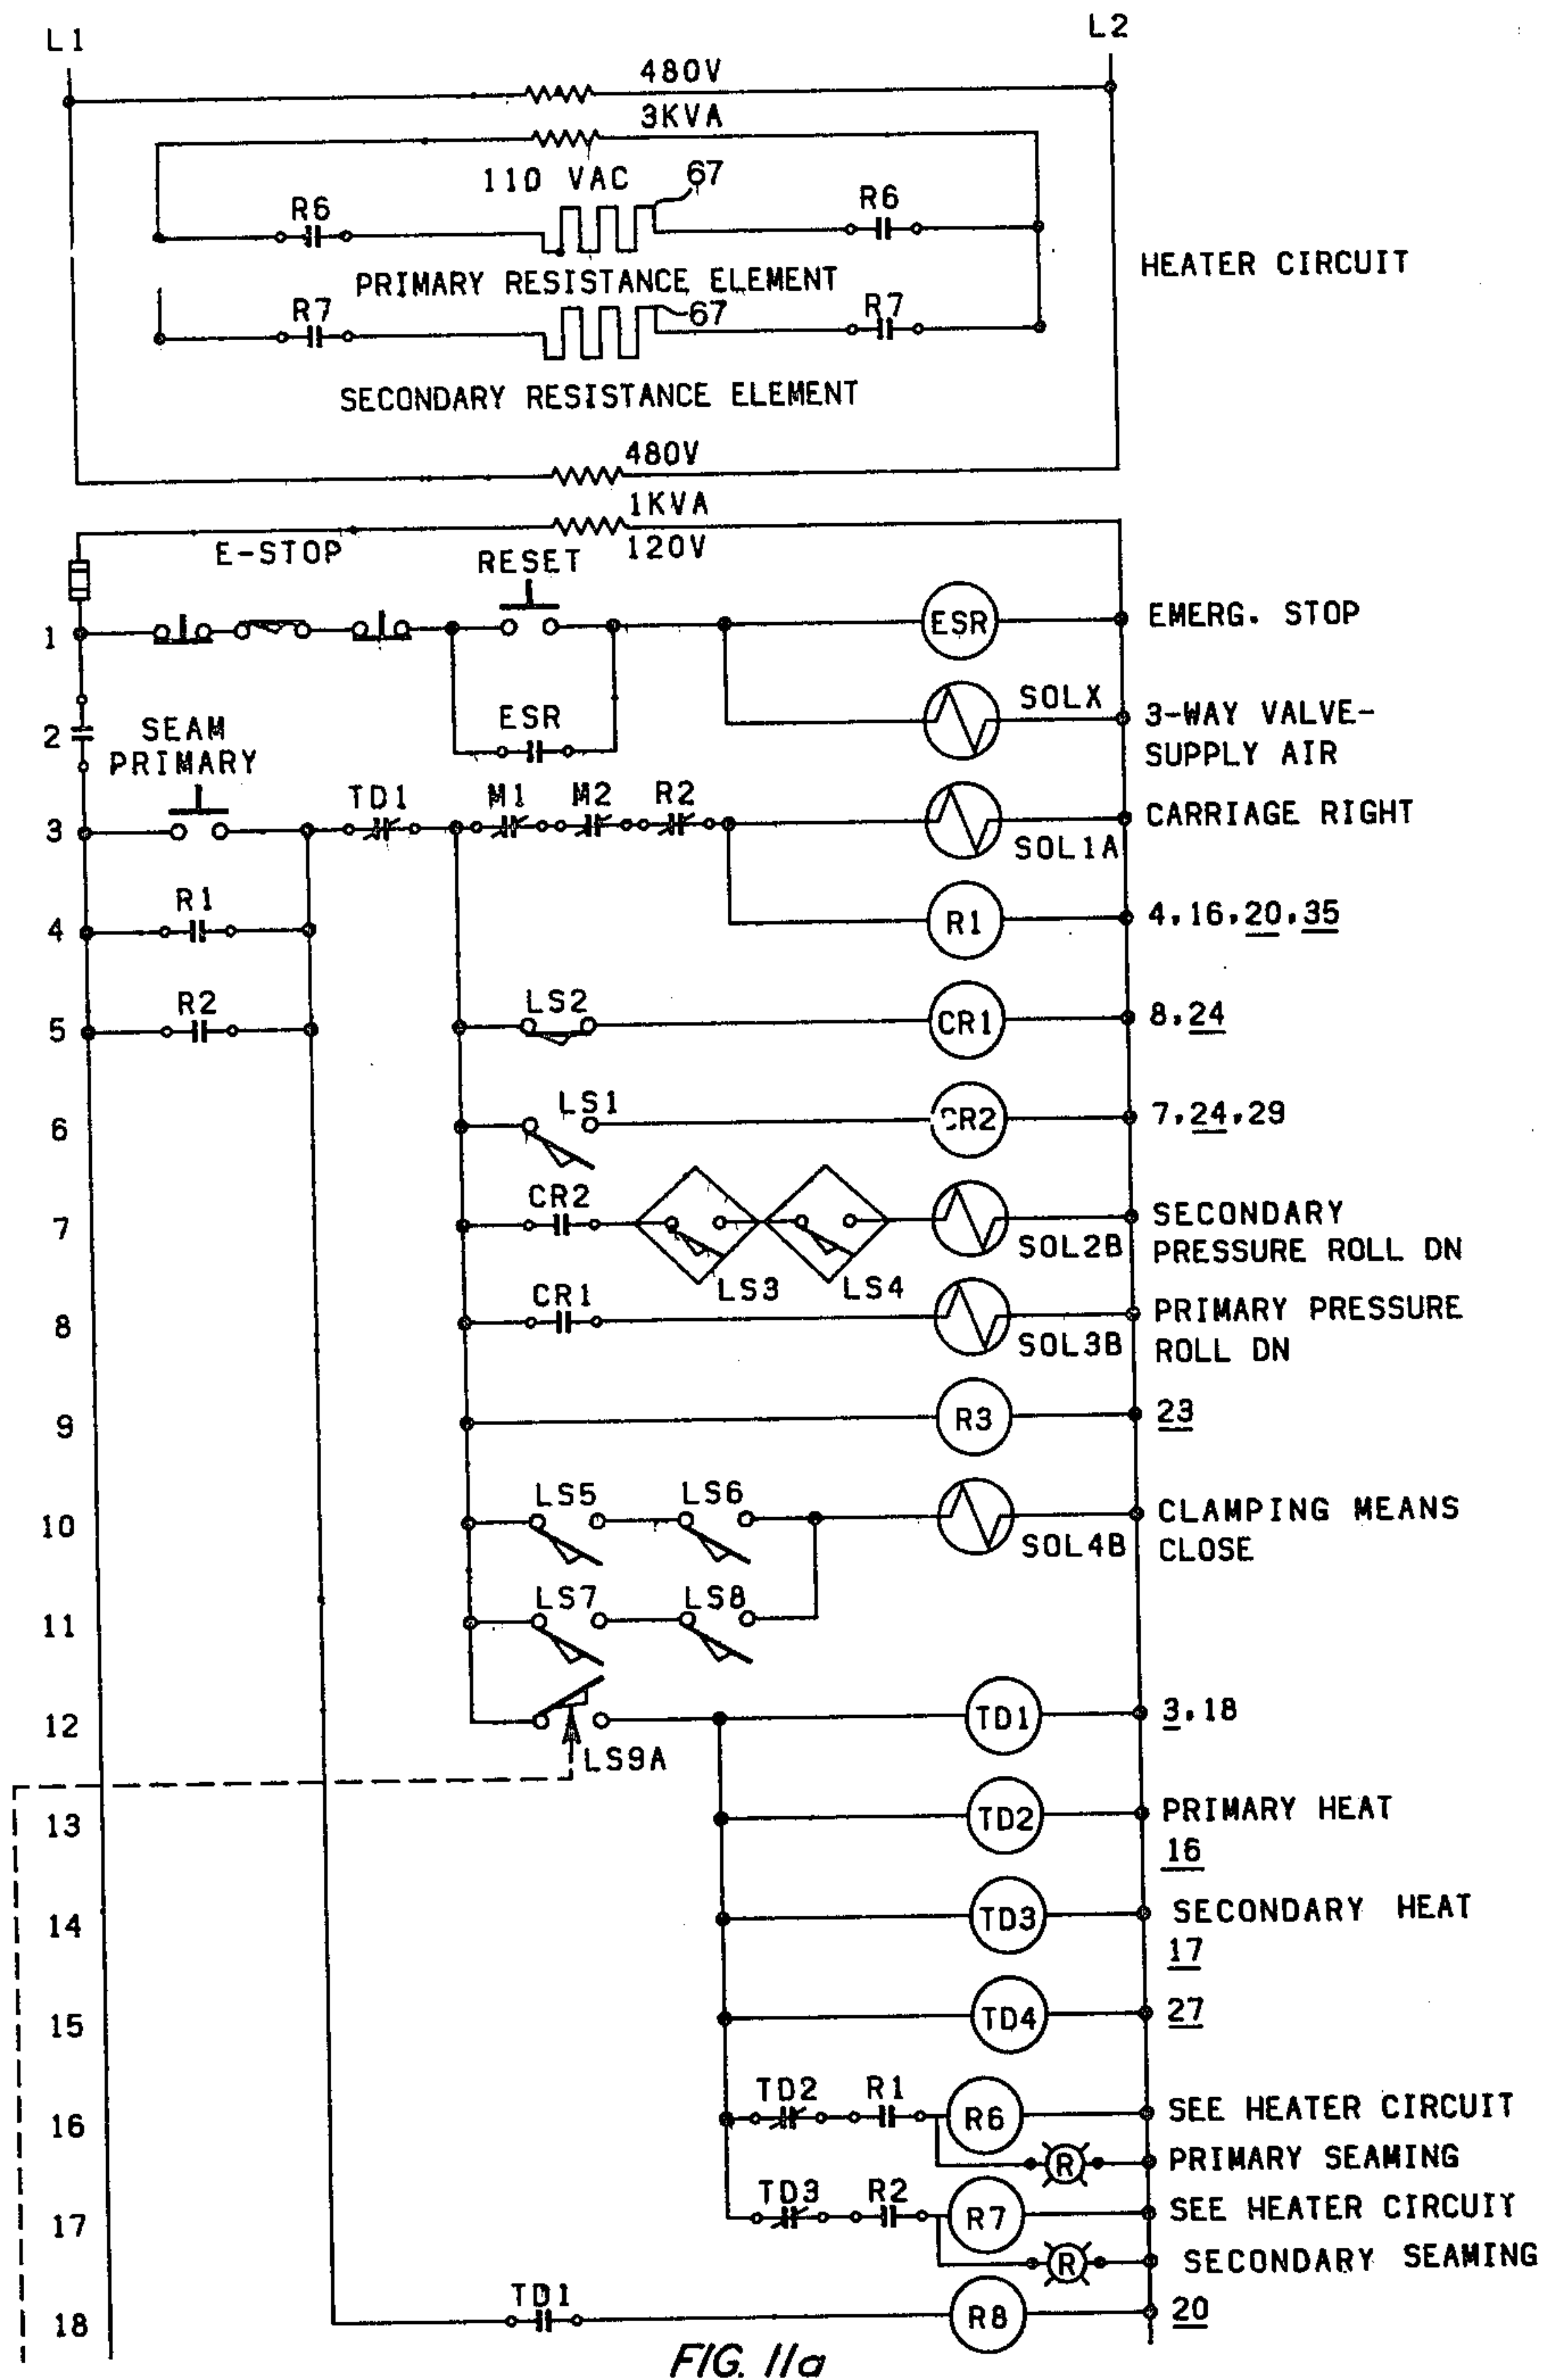 L1
L2
480V
3KVA
110 VAC
67
R6
R6
PRIMARY RESISTANCE ELEMENT
HEATER CIRCUIT
R7
67
R7
SECONDARY RESISTANCE ELEMENT
480V
1KVA
120V
E-STOP
RESET
1
ESR
EMERG. STOP
ESR
SOLX
3-WAY VALVE-
SUPPLY AIR
2
SEAM
PRIMARY
3
TD1
M1
M2
R2
SOL1A
CARRIAGE RIGHT
4
R1
R1
4,16,20,35
5
R2
LS2
CR1
8,24
6
LS1
CR2
7,24,29
7
CR2
LS3
LS4
SOL2B
SECONDARY
PRESSURE ROLL DN
8
CR1
SOL3B
PRIMARY PRESSURE
ROLL DN
9
R3
23
10
LS5
LS6
SOL4B
CLAMPING MEANS
CLOSE
11
LS7
LS8
12
LS9A
TD1
3,18
13
TD2
PRIMARY HEAT
16
14
TD3
SECONDARY HEAT
17
15
TD4
27
16
TD2
R1
R6
SEE HEATER CIRCUIT
R
PRIMARY SEAMING
17
TD3
R2
R7
SEE HEATER CIRCUIT
R
SECONDARY SEAMING
18
TD1
R8
20
FIG. 11a